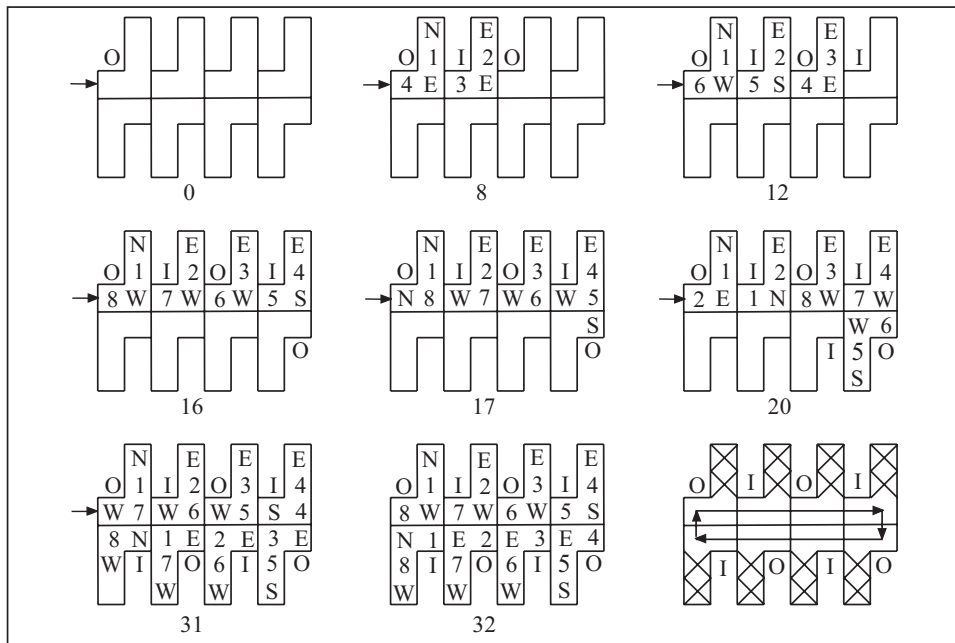 O
0
N E
O 1 I 2 O
4 E 3 E
8
N E E
O 1 I 2 O 3 I
6 W 5 S 4 E
12
N E E E
O 1 I 2 O 3 I 4
8 W 7 W 6 W 5 S
O
16
N E E E
O 1 I 2 O 3 I 4
N 8 W 7 W 6 W 5
S
O
17
N E E E
O 1 I 2 O 3 I 4
2 E 1 N 8 W 7 W
W 6
I 5 O
S
20
N E E E
O 1 I 2 O 3 I 4
W 7 W 6 W 5 S 4
8 N 1 E 2 E 3 E
W I 7 O 6 I 5 O
W W S
31
N E E E
O 1 I 2 O 3 I 4
8 W 7 W 6 W 5 S
N 1 E 2 E 3 E 4
8 I 7 O 6 I 5 O
W W W S
32
O I O I
I O I O